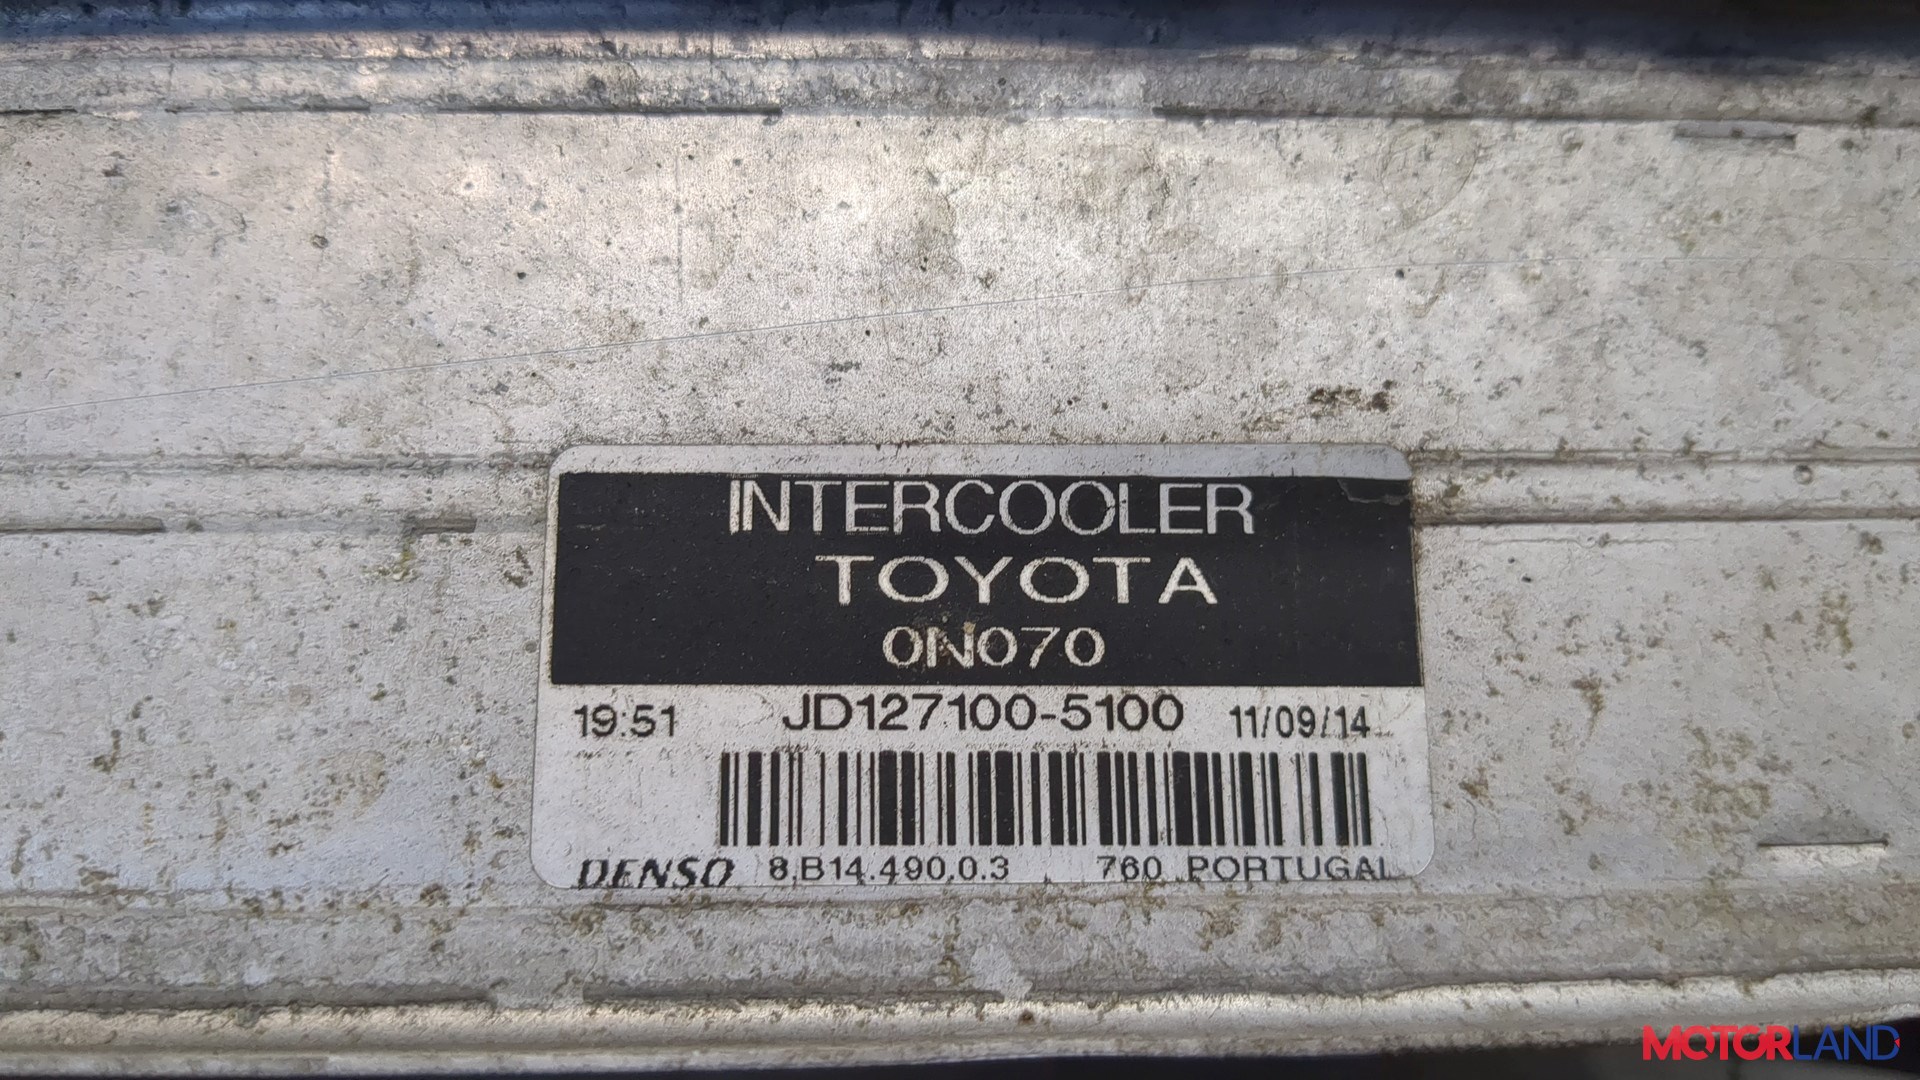 INTERCOOLER
TOYOTA
0N070
19:51 JD127100-5100 11/09/14
DENSO 8.B14.490.0.3 760 PORTUGAL
MOTORLAND